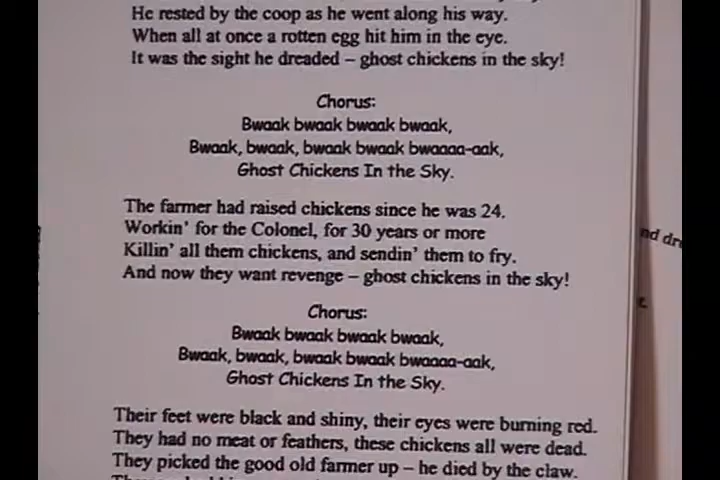 He rested by the coop as he went along his way.
When all at once a rotten egg hit him in the eye.
It was the sight he dreaded – ghost chickens in the sky!
Chorus:
Bwaak bwaak bwaak bwaak,
Bwaak, bwaak, bwaak bwaak bwaaaa-aak,
Ghost Chickens In the Sky.
The farmer had raised chickens since he was 24.
Workin’ for the Colonel, for 30 years or more
Killin’ all them chickens, and sendin’ them to fry.
And now they want revenge – ghost chickens in the sky!
Chorus:
Bwaak bwaak bwaak bwaak,
Bwaak, bwaak, bwaak bwaak bwaaaa-aak,
Ghost Chickens In the Sky.
Their feet were black and shiny, their eyes were burning red.
They had no meat or feathers, these chickens all were dead.
They picked the good old farmer up – he died by the claw.